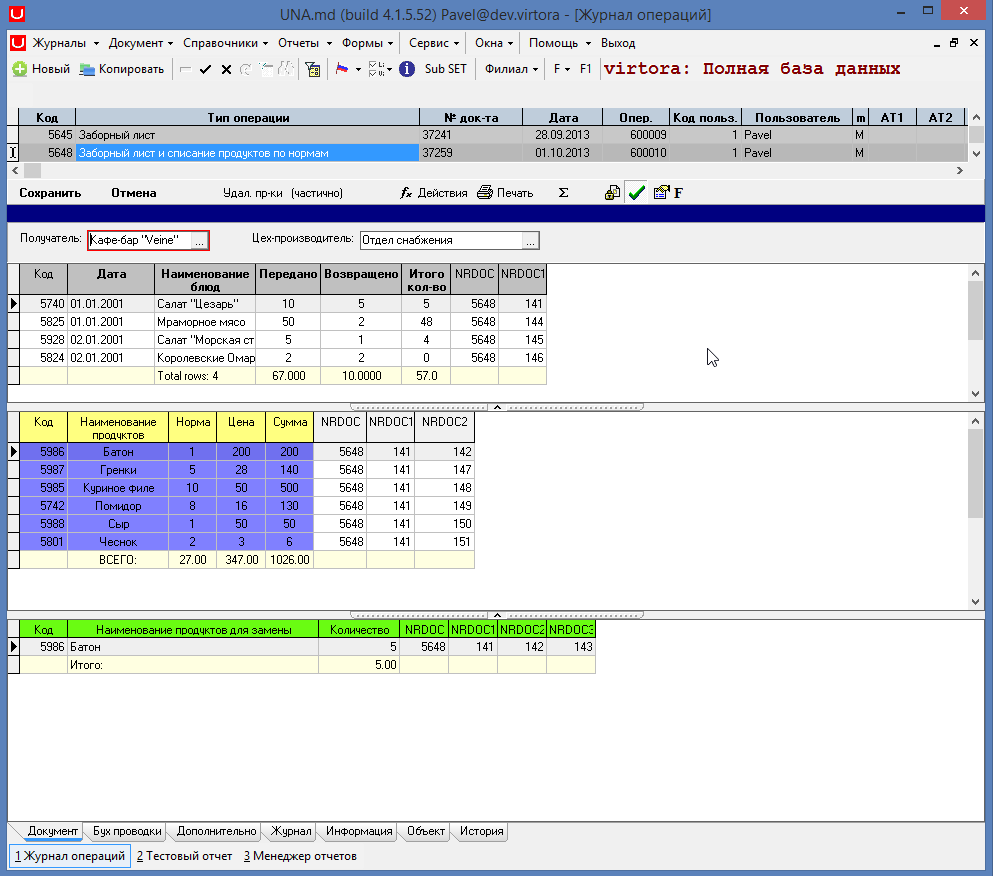 UNA.md (build 4.1.5.52) Pavel@dev.virtora - [Журнал операций]
Журналы Документ Справочники Отчеты Формы Сервис Окна Помощь Выход
Новый Копировать Sub SET Филиал F F1 virtora: Полная база данных
Код Тип операции № док-та Дата Опер. Код польз. Пользователь m AT1 AT2
5645 Заборный лист 37241 28.09.2013 600009 1 Pavel M
5648 Заборный лист и списание продуктов по нормам 37259 01.10.2013 600010 1 Pavel M
Сохранить Отмена Удал. пр-ки (частично) fx Действия Печать Σ F
Получатель: Кафе-бар "Veine" ... Цех-производитель: Отдел снабжения ...
Код Дата Наименование блюд Передано Возвращено Итого кол-во NRDOC NRDOC1
5740 01.01.2001 Салат "Цезарь" 10 5 5 5648 141
5825 01.01.2001 Мраморное мясо 50 2 48 5648 144
5928 02.01.2001 Салат "Морская ст 5 1 4 5648 145
5824 02.01.2001 Королевские Омар 2 2 0 5648 146
Total rows: 4 67.000 10.0000 57.0
Код Наименование продуктов Норма Цена Сумма NRDOC NRDOC1 NRDOC2
5986 Батон 1 200 200 5648 141 142
5987 Гренки 5 28 140 5648 141 147
5985 Куриное филе 10 50 500 5648 141 148
5742 Помидор 8 16 130 5648 141 149
5988 Сыр 1 50 50 5648 141 150
5801 Чеснок 2 3 6 5648 141 151
ВСЕГО: 27.00 347.00 1026.00
Код Наименование продуктов для замены Количество NRDOC NRDOC1 NRDOC2 NRDOC3
5986 Батон 5 5648 141 142 143
Итого: 5.00
Документ Бух проводки Дополнительно Журнал Информация Объект История
1 Журнал операций 2 Тестовый отчет 3 Менеджер отчетов